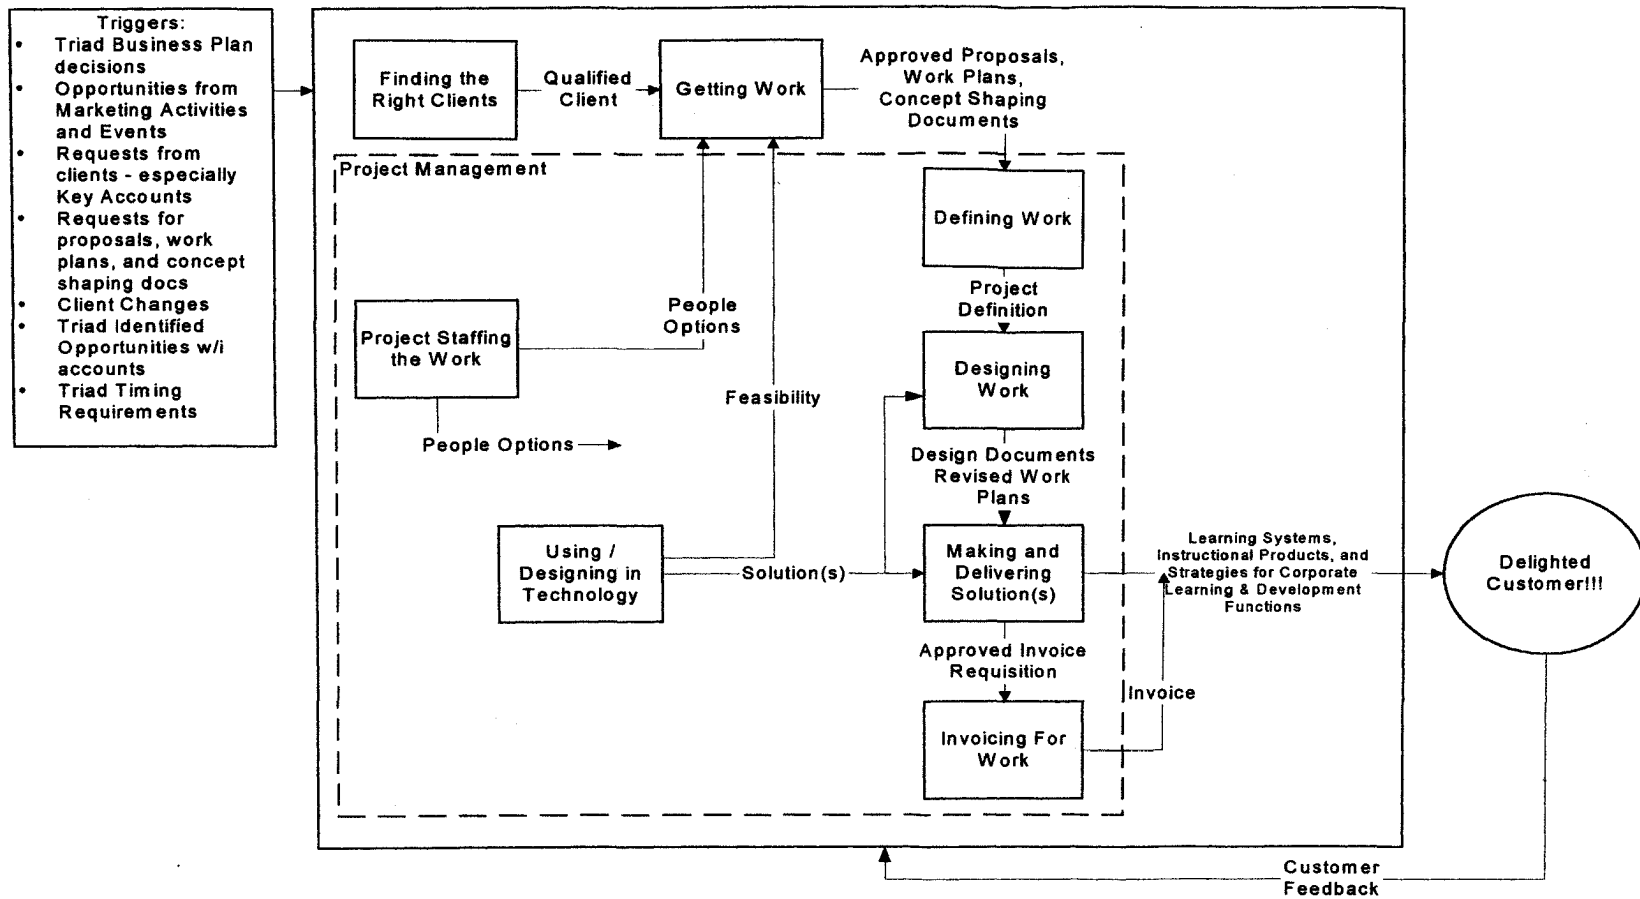 Triggers:
• Triad Business Plan
decisions
• Opportunities from
Marketing Activities
and Events
• Requests from
clients - especially
Key Accounts
• Requests for
proposals, work
plans, and concept
shaping docs
• Client Changes
• Triad Identified
Opportunities w/i
accounts
• Triad Timing
Requirements
Finding the
Right Clients
Qualified
Client
Getting Work
Approved Proposals,
Work Plans,
Concept Shaping
Documents
Project Management
Defining Work
Project
Definition
Project Staffing
the Work
People
Options
Designing
Work
Feasibility
People Options
Design Documents
Revised Work
Plans
Using /
Designing in
Technology
Solution(s)
Making and
Delivering
Solution(s)
Learning Systems,
Instructional Products, and
Strategies for Corporate
Learning & Development
Functions
Delighted
Customer!!!
Approved Invoice
Requisition
Invoice
Invoicing For
Work
Customer
Feedback